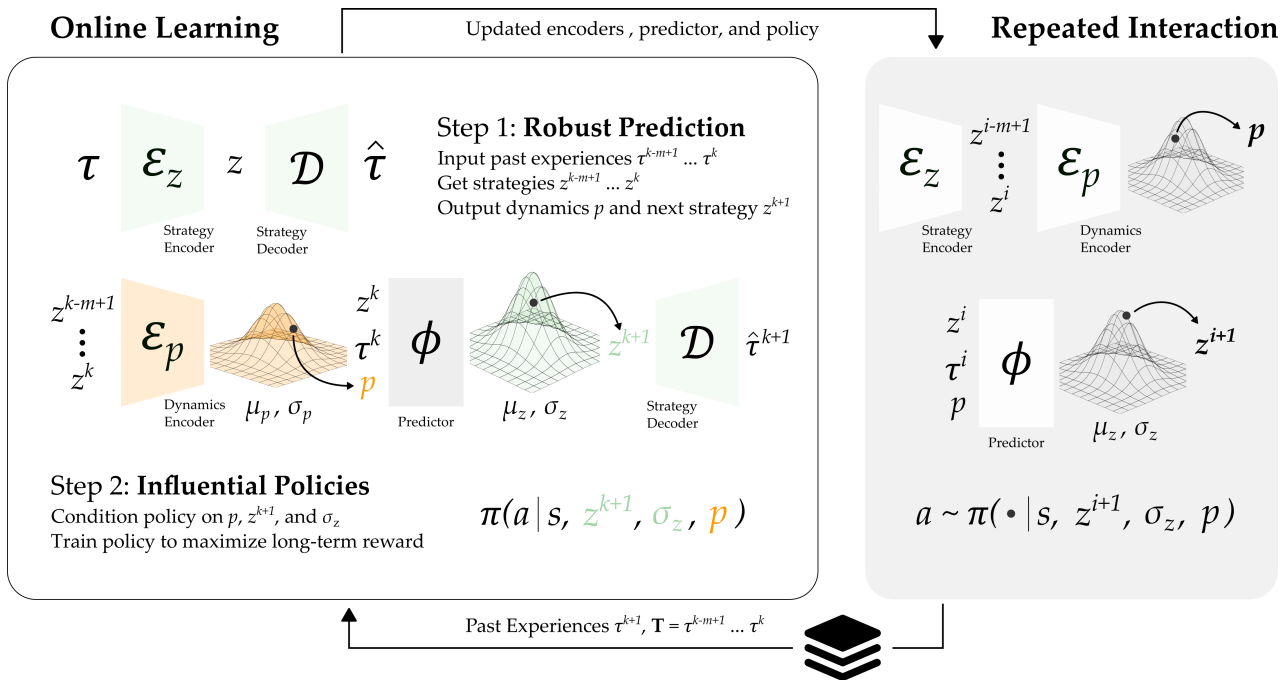 Online Learning
Updated encoders , predictor, and policy
Repeated Interaction
τ
ℰ_z
z
𝒟
τ̂
Strategy
Encoder
Strategy
Decoder
Step 1: Robust Prediction
Input past experiences τ^{k-m+1} ... τ^k
Get strategies z^{k-m+1} ... z^k
Output dynamics p and next strategy z^{k+1}
z^{k-m+1}
⋮
z^k
ℰ_p
Dynamics
Encoder
μ_p, σ_p
z^k
τ^k
p
ϕ
Predictor
μ_z, σ_z
z^{k+1}
𝒟
Strategy
Decoder
τ̂^{k+1}
Step 2: Influential Policies
Condition policy on p, z^{k+1}, and σ_z
Train policy to maximize long-term reward
π(a | s, z^{k+1}, σ_z, p)
ℰ_z
Strategy
Encoder
z^{i-m+1}
⋮
z^i
ℰ_p
Dynamics
Encoder
p
z^i
τ^i
p
ϕ
Predictor
μ_z, σ_z
z^{i+1}
a ~ π(• | s, z^{i+1}, σ_z, p)
Past Experiences τ^{k+1}, T = τ^{k-m+1} ... τ^k